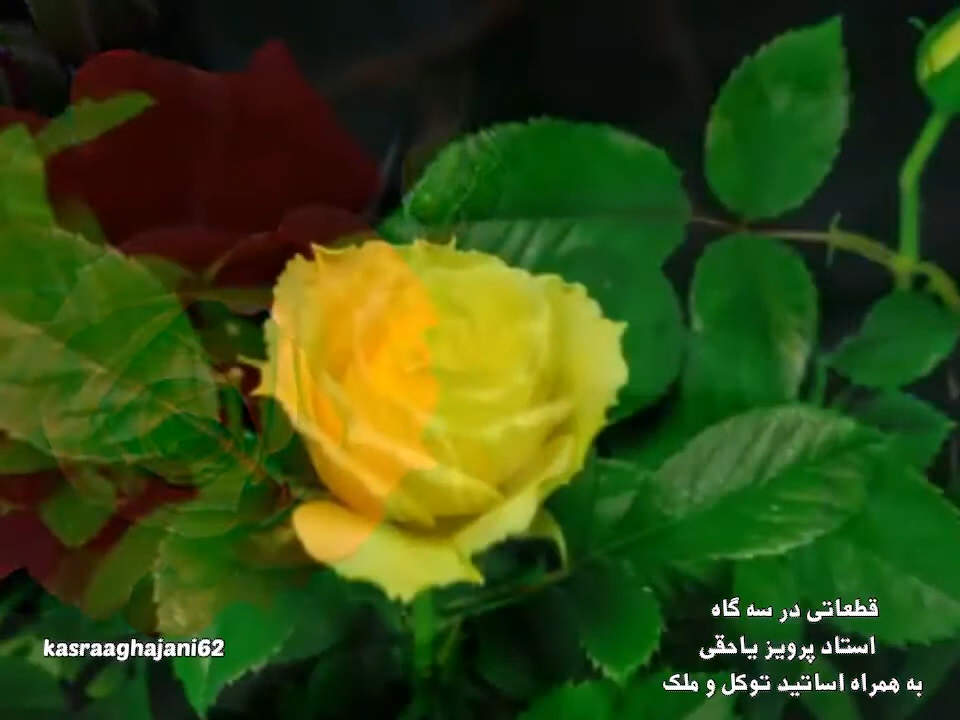 قطعاتی در سه گاه
استاد پرویز یاحقی
به همراه اساتید توکل و ملک
kasraaghajani62